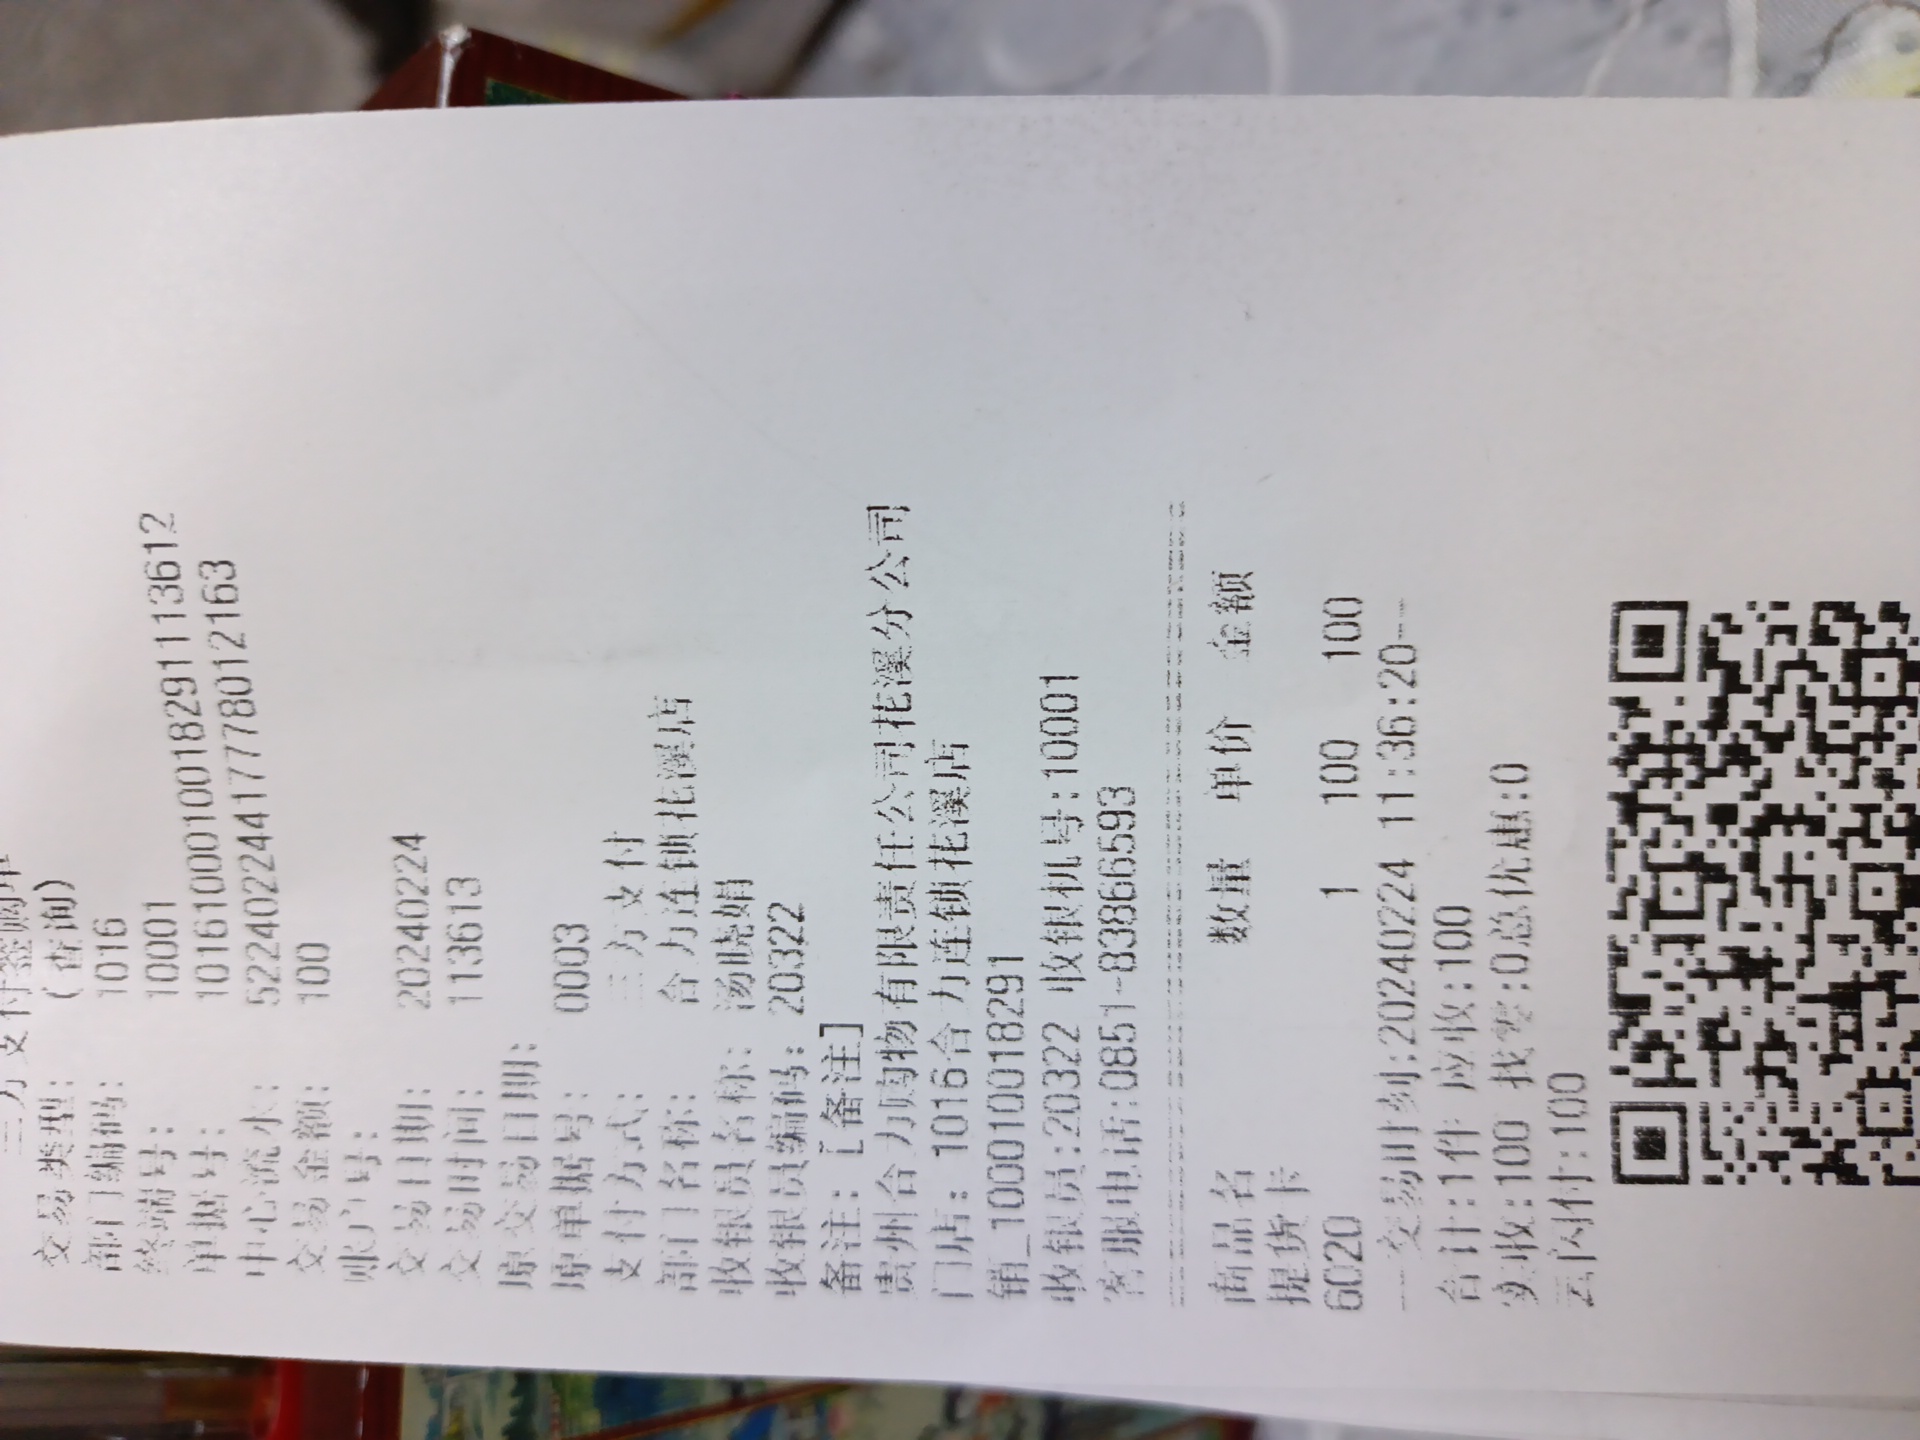 三方支付签购单
交易类型: (查询)
部门编码: 1016
终端号: 10001
单据号: 1016100010018291113612
中心流水: 52240224417778012163
交易金额: 100
账户号:
交易日期: 20240224
交易时间: 113613
原交易日期:
原单据号: 0003
支付方式: 三方支付
部门名称: 合力连锁花溪店
收银员名称: 汤晓娟
收银员编码: 20322
备注: [备注]
贵州合力购物有限责任公司花溪分公司
门店: 1016合力连锁花溪店
销_100010018291
收银员:20322 收银机号:10001
客服电话:0851-83866593
商品名 数量 单价 金额
提货卡
6020 1 100 100
--交易时刻:20240224 11:36:20--
合计:1件 应收:100
实收:100 找零:0总优惠:0
云闪付:100